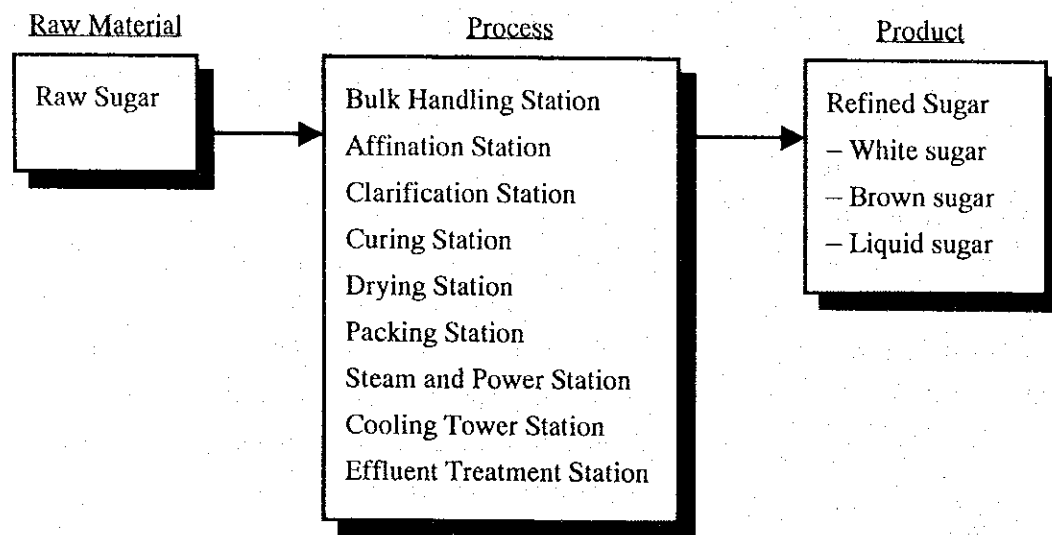 Raw Material
Raw Sugar
Process
Bulk Handling Station
Affination Station
Clarification Station
Curing Station
Drying Station
Packing Station
Steam and Power Station
Cooling Tower Station
Effluent Treatment Station
Product
Refined Sugar
– White sugar
– Brown sugar
– Liquid sugar